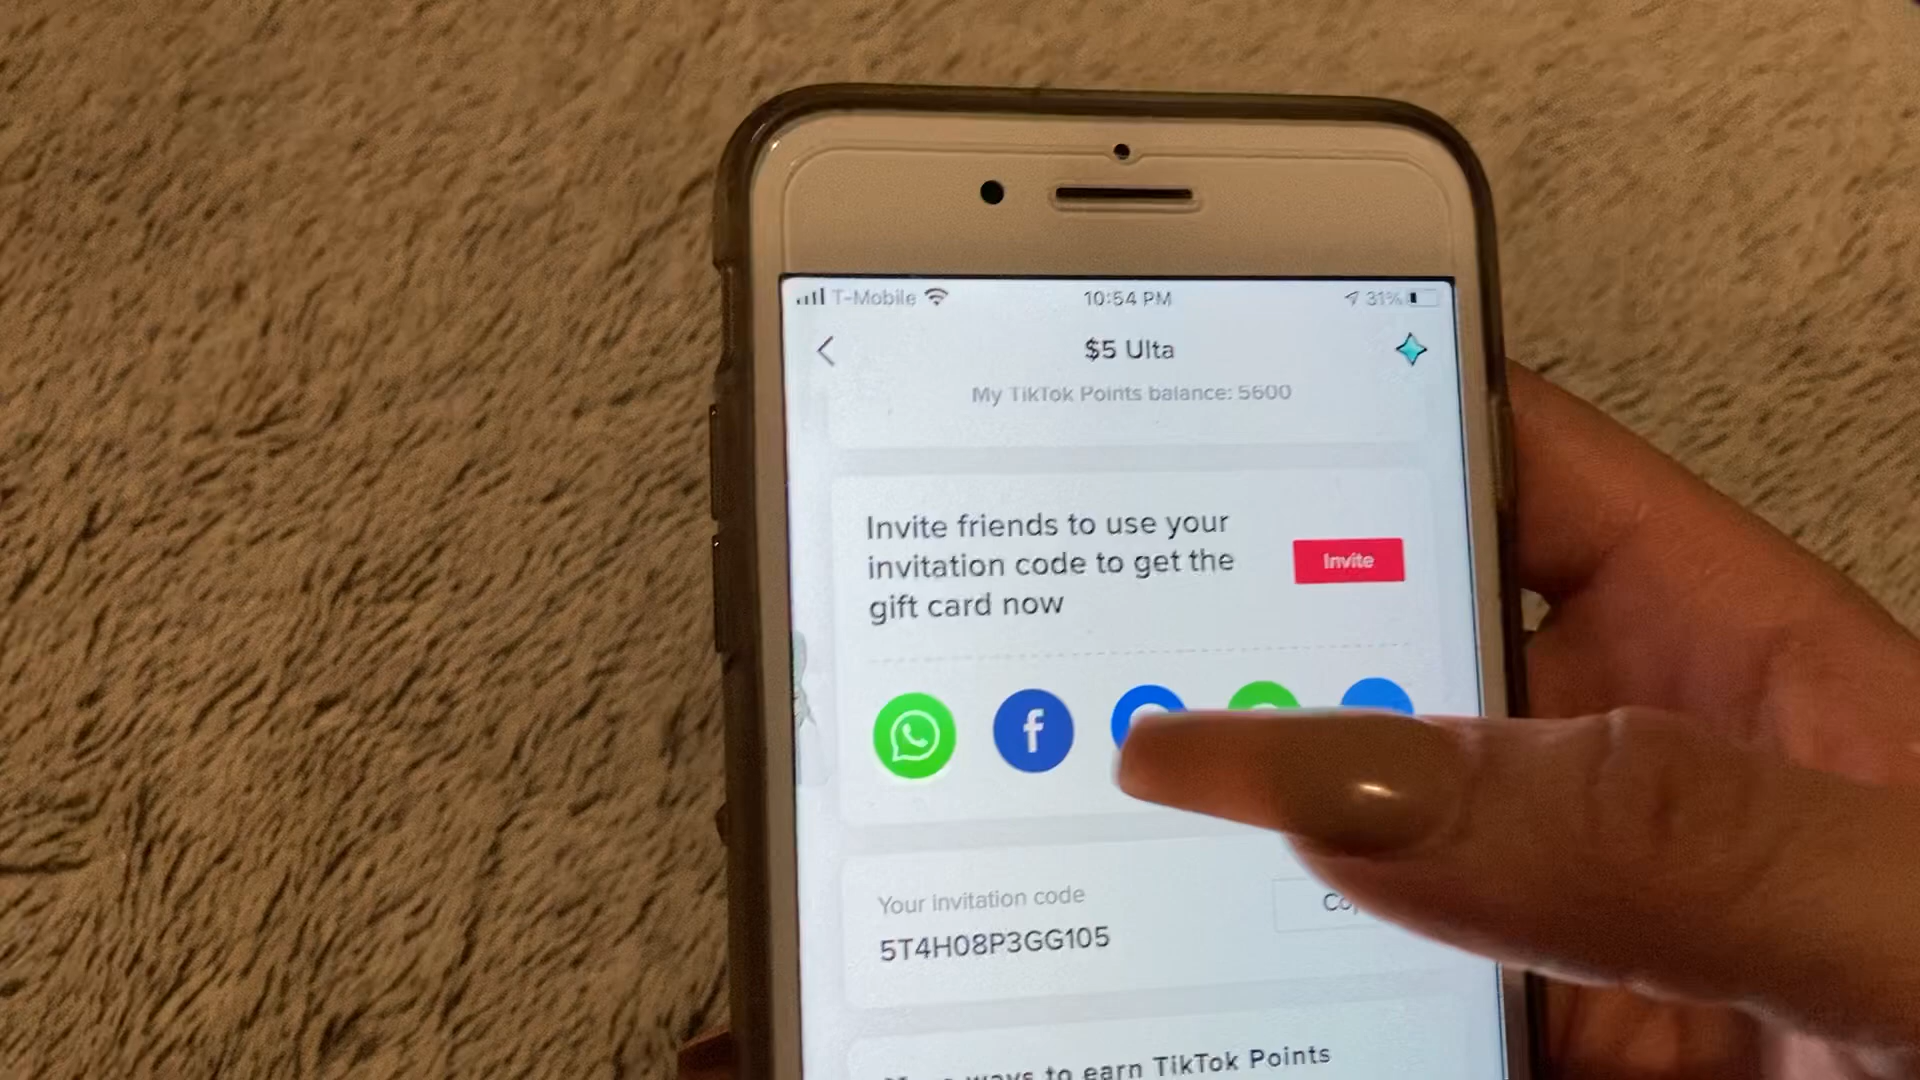 T-Mobile 10:54 PM 31%
$5 Ulta
My TikTok Points balance: 5600
Invite friends to use your
invitation code to get the
gift card now
Invite
f
Your invitation code
5T4H08P3GG105
ways to earn TikTok Points